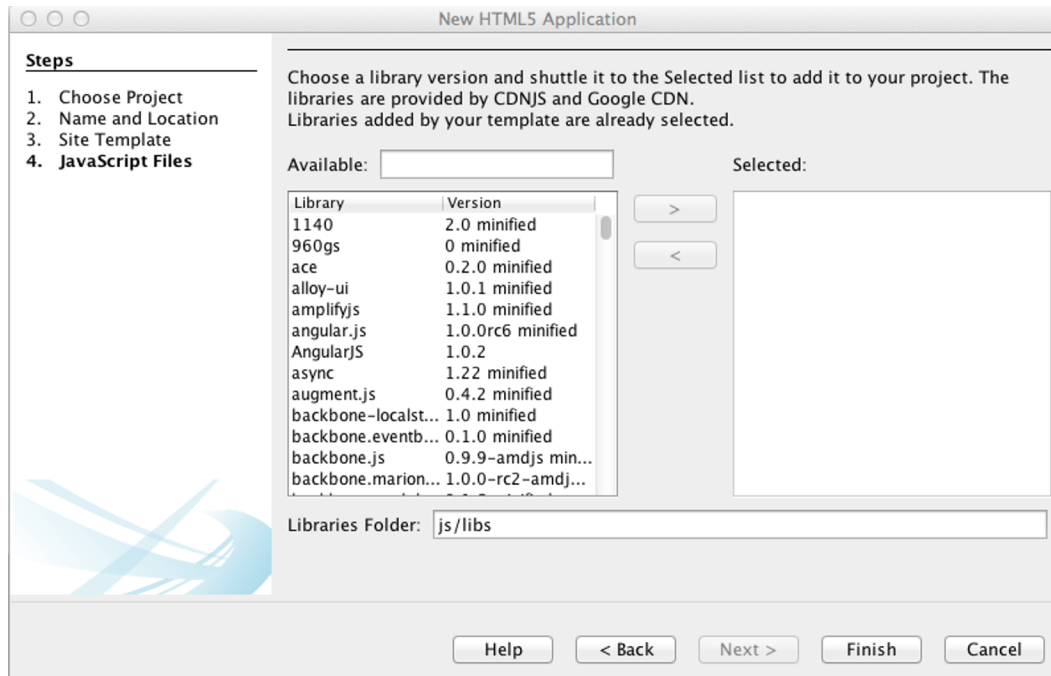 New HTML5 Application
Steps
1. Choose Project
2. Name and Location
3. Site Template
4. JavaScript Files
Choose a library version and shuttle it to the Selected list to add it to your project. The
libraries are provided by CDNJS and Google CDN.
Libraries added by your template are already selected.
Available:
Selected:
Library Version
1140 2.0 minified
960gs 0 minified
ace 0.2.0 minified
alloy-ui 1.0.1 minified
amplifyjs 1.1.0 minified
angular.js 1.0.0rc6 minified
AngularJS 1.0.2
async 1.22 minified
augment.js 0.4.2 minified
backbone-localst... 1.0 minified
backbone.eventb... 0.1.0 minified
backbone.js 0.9.9-amdjs min...
backbone.marion... 1.0.0-rc2-amdj...
>
<
Libraries Folder: js/libs
Help < Back Next > Finish Cancel